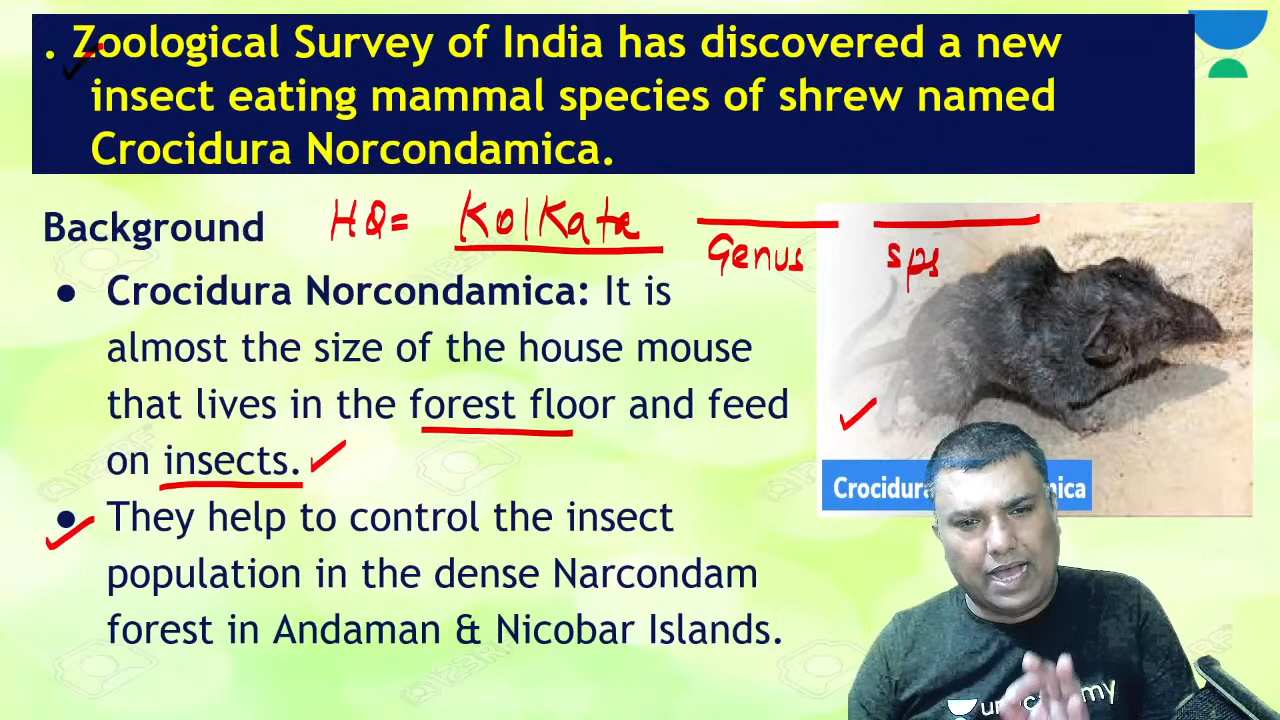 . Zoological Survey of India has discovered a new
insect eating mammal species of shrew named
Crocidura Norcondamica.
Background HQ= Kolkata
Genus sps
● Crocidura Norcondamica: It is
almost the size of the house mouse
that lives in the forest floor and feed
on insects.
Crocidura
● They help to control the insect
population in the dense Narcondam
forest in Andaman & Nicobar Islands.